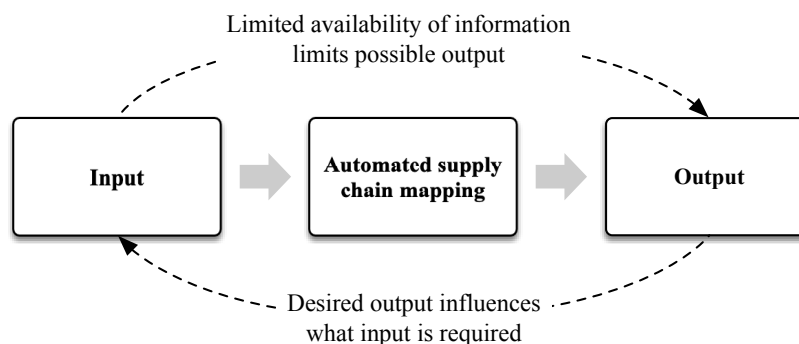 Limited availability of information
limits possible output
Input
Automated supply
chain mapping
Output
Desired output influences
what input is required